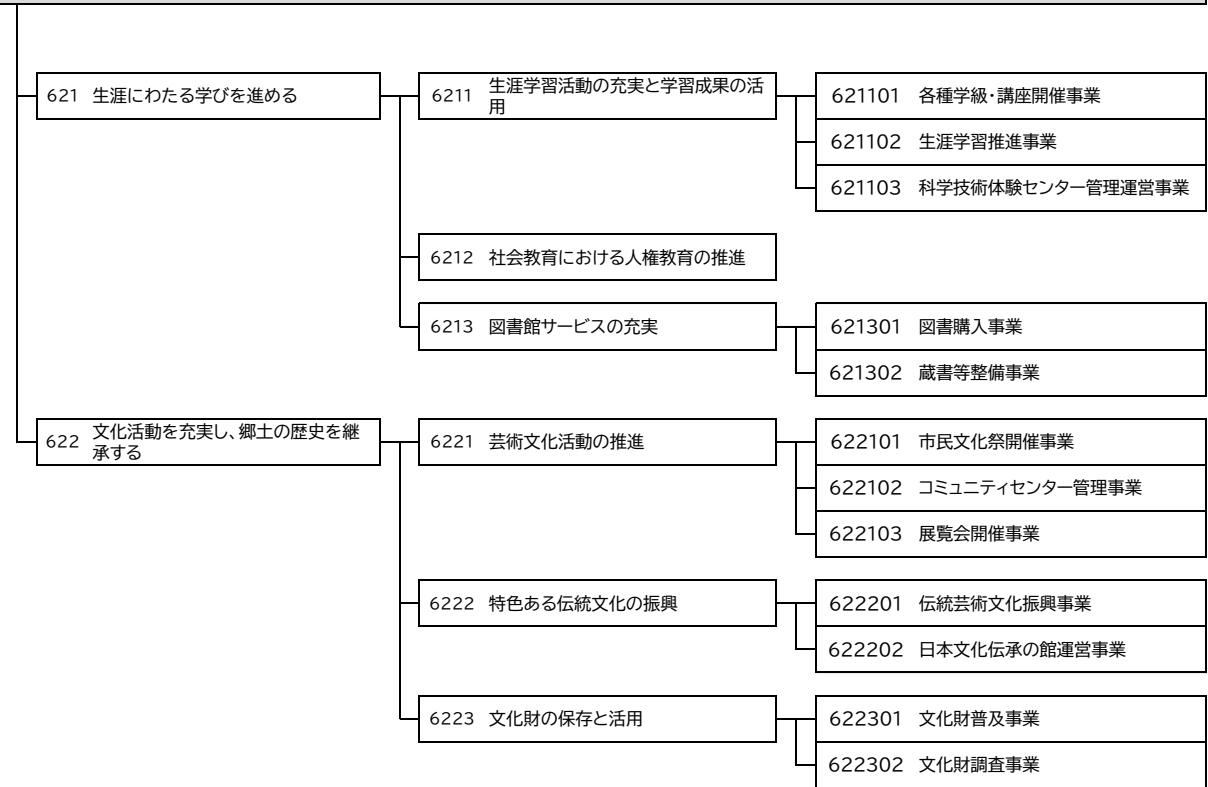 621 生涯にわたる学びを進める
6211 生涯学習活動の充実と学習成果の活
用
621101 各種学級・講座開催事業
621102 生涯学習推進事業
621103 科学技術体験センター管理運営事業
6212 社会教育における人権教育の推進
6213 図書館サービスの充実
621301 図書購入事業
621302 蔵書等整備事業
622 文化活動を充実し、郷土の歴史を継
承する
6221 芸術文化活動の推進
622101 市民文化祭開催事業
622102 コミュニティセンター管理事業
622103 展覧会開催事業
6222 特色ある伝統文化の振興
622201 伝統芸術文化振興事業
622202 日本文化伝承の館運営事業
6223 文化財の保存と活用
622301 文化財普及事業
622302 文化財調査事業